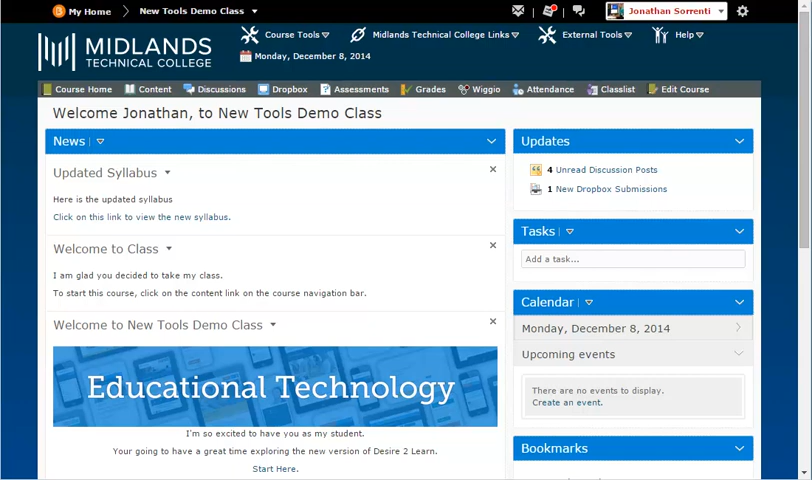 My Home New Tools Demo Class Jonathan Sorrenti
MIDLANDS
TECHNICAL COLLEGE
Course Tools Midlands Technical College Links External Tools Help
Monday, December 8, 2014
Course Home Content Discussions Dropbox Assessments Grades Wiggio Attendance Classlist Edit Course
Welcome Jonathan, to New Tools Demo Class
News
Updated Syllabus
Here is the updated syllabus
Click on this link to view the new syllabus.
Welcome to Class
I am glad you decided to take my class.
To start this course, click on the content link on the course navigation bar.
Welcome to New Tools Demo Class
Educational Technology
I'm so excited to have you as my student.
Your going to have a great time exploring the new version of Desire 2 Learn.
Start Here.
Updates
4 Unread Discussion Posts
1 New Dropbox Submissions
Tasks
Add a task...
Calendar
Monday, December 8, 2014
Upcoming events
There are no events to display.
Create an event.
Bookmarks